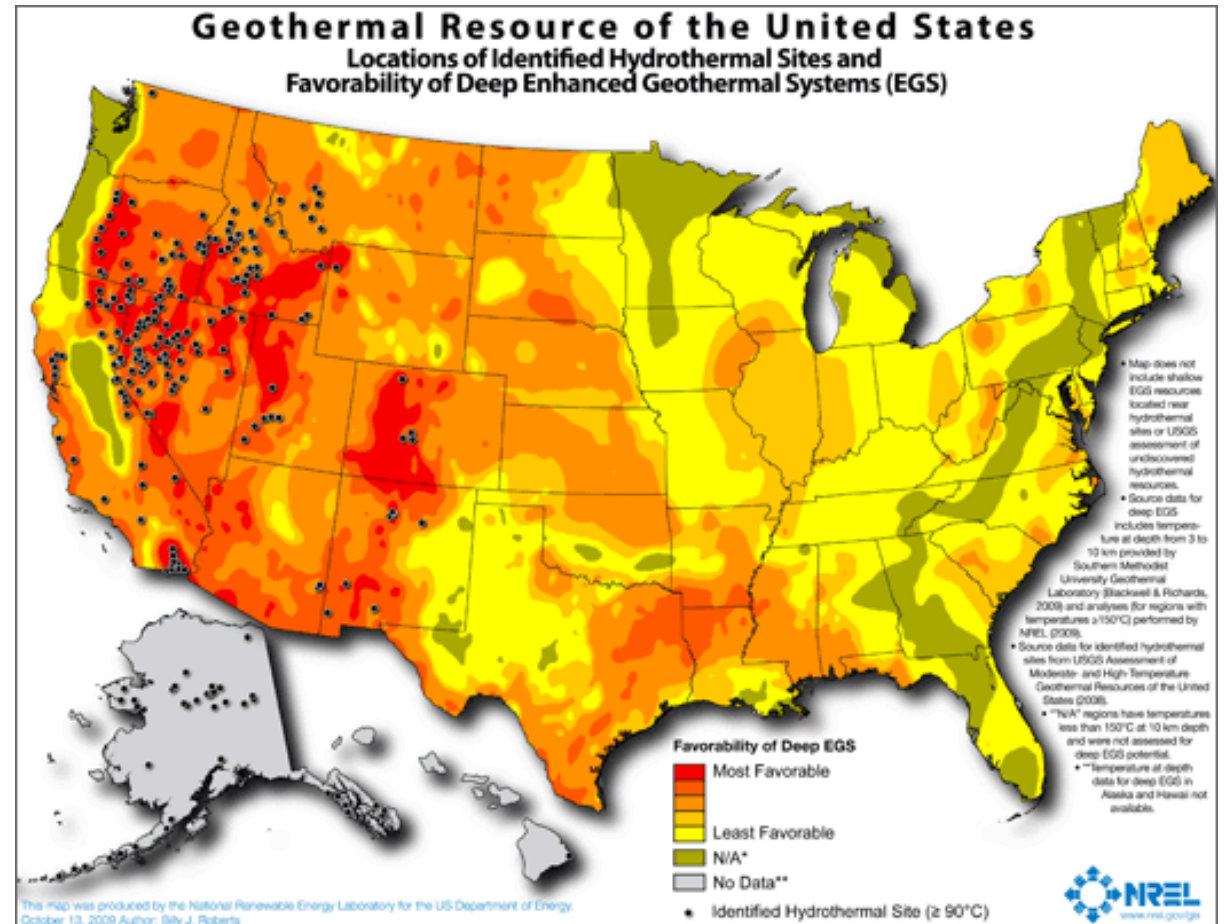 Geothermal Resource of the United States
Locations of Identified Hydrothermal Sites and
Favorability of Deep Enhanced Geothermal Systems (EGS)
• Map does not
include shallow
EGS resources
located near
hydrothermal
sites or USGS
assessment of
undiscovered
hydrothermal
resources.
• Source data for
deep EGS
includes tempera-
ture at depth from 3 to
10 km provided by
Southern Methodist
University Geothermal
Laboratory (Blackwell & Richards,
2009) and analyses (for regions with
temperatures ≥150°C) performed by
NREL (2009).
• Source data for identified hydrothermal
sites from USGS Assessment of
Moderate- and High-Temperature
Geothermal Resources of the United
States (2008).
• *"N/A" regions have temperatures
less than 150°C at 10 km depth
and were not assessed for
deep EGS potential.
• **Temperature at depth
data for deep EGS in
Alaska and Hawaii not
available.
Favorability of Deep EGS
Most Favorable
Least Favorable
N/A*
No Data**
Identified Hydrothermal Site (≥ 90°C)
This map was produced by the National Renewable Energy Laboratory for the US Department of Energy.
October 13, 2009 Author: Billy J. Roberts
NREL
www.nrel.gov/gis